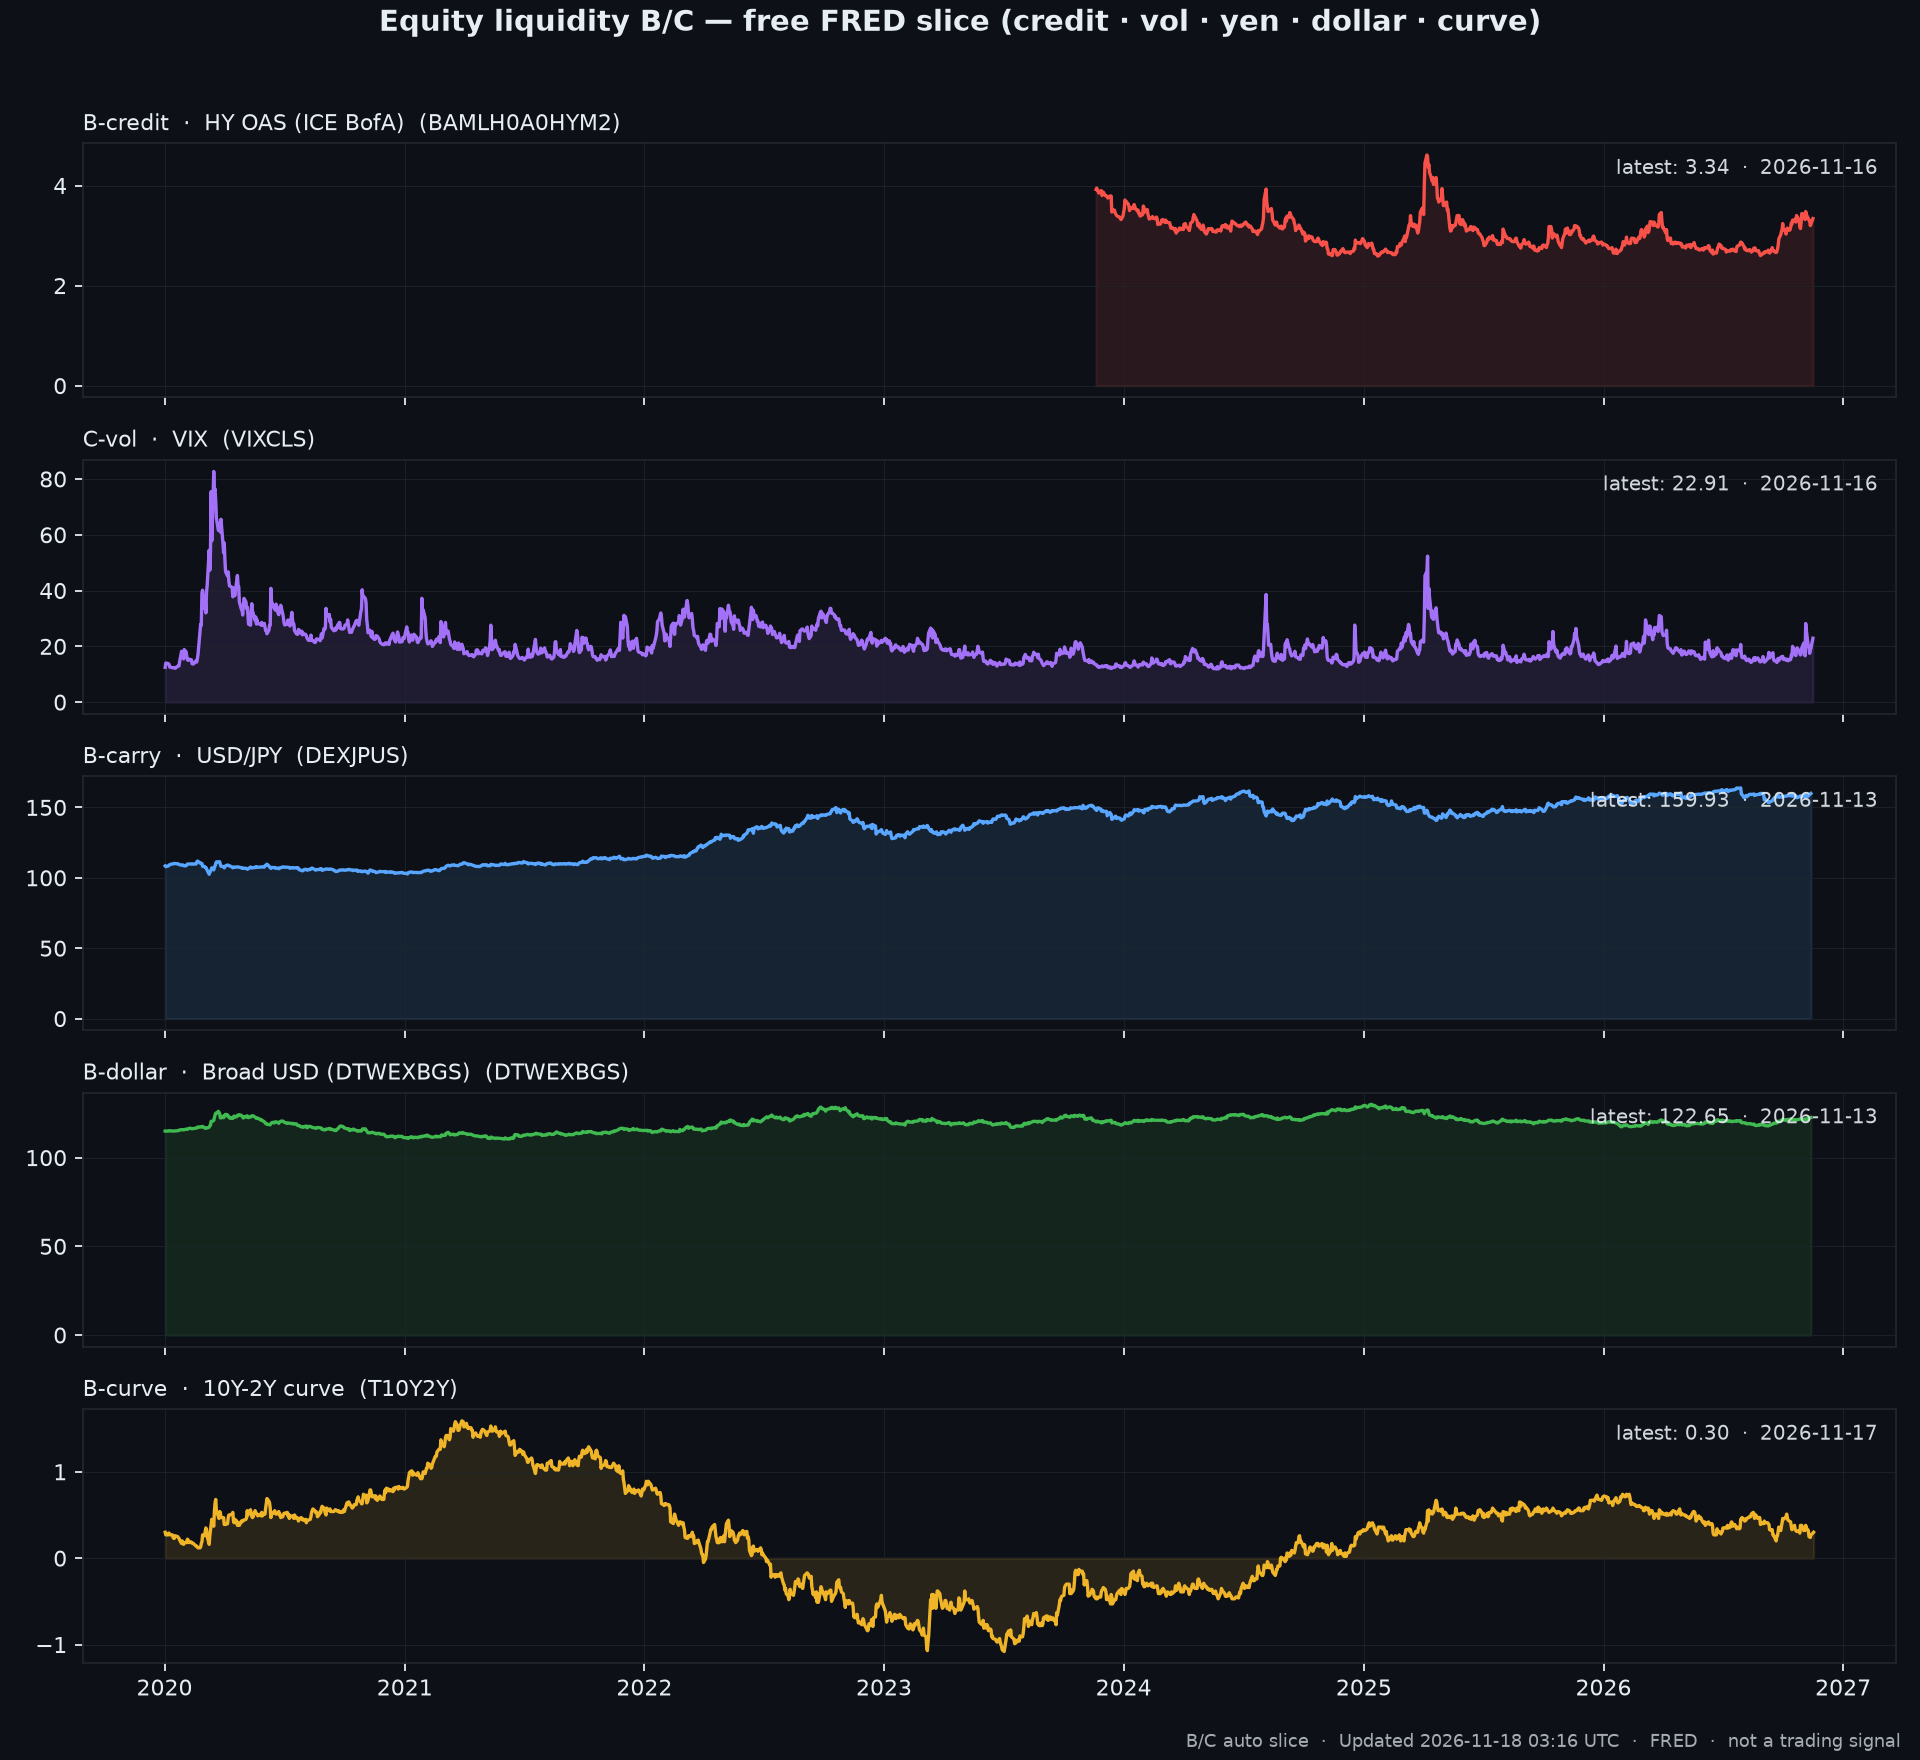 Equity liquidity B/C — free FRED slice (credit · vol · yen · dollar · curve)
B-credit · HY OAS (ICE BofA) (BAMLH0A0HYM2)
latest: 3.34 · 2026-11-16
4
2
0
C-vol · VIX (VIXCLS)
latest: 22.91 · 2026-11-16
80
60
40
20
0
B-carry · USD/JPY (DEXJPUS)
latest: 159.93 · 2026-11-13
150
100
50
0
B-dollar · Broad USD (DTWEXBGS) (DTWEXBGS)
latest: 122.65 · 2026-11-13
100
50
0
B-curve · 10Y-2Y curve (T10Y2Y)
latest: 0.30 · 2026-11-17
1
0
−1
2020 2021 2022 2023 2024 2025 2026 2027
B/C auto slice · Updated 2026-11-18 03:16 UTC · FRED · not a trading signal